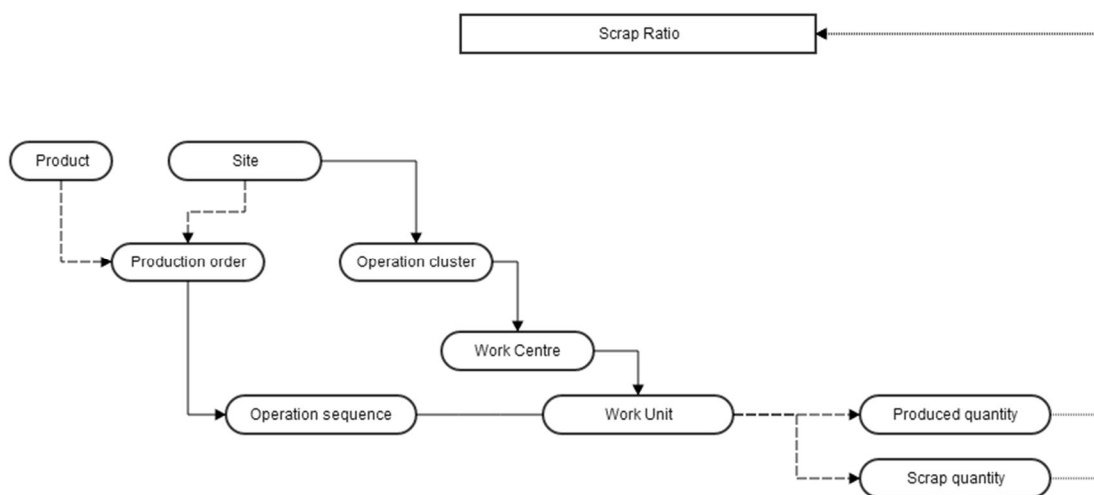 Scrap Ratio
Product
Site
Production order
Operation cluster
Work Centre
Operation sequence
Work Unit
Produced quantity
Scrap quantity